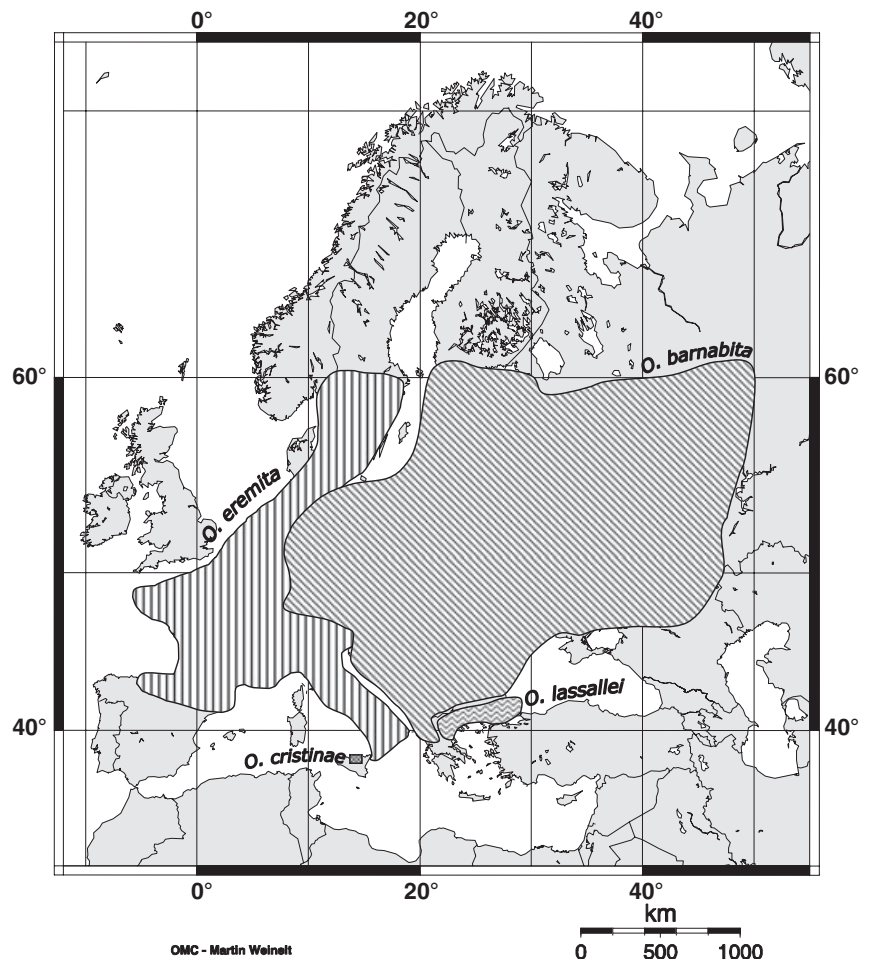 0° 20° 40°
O. barnabita
60° 60°
O. eremita
O. lassallei
40° 40°
O. cristinae
0° 20° 40°
km
0 500 1000
OMC - Martin Weinelt